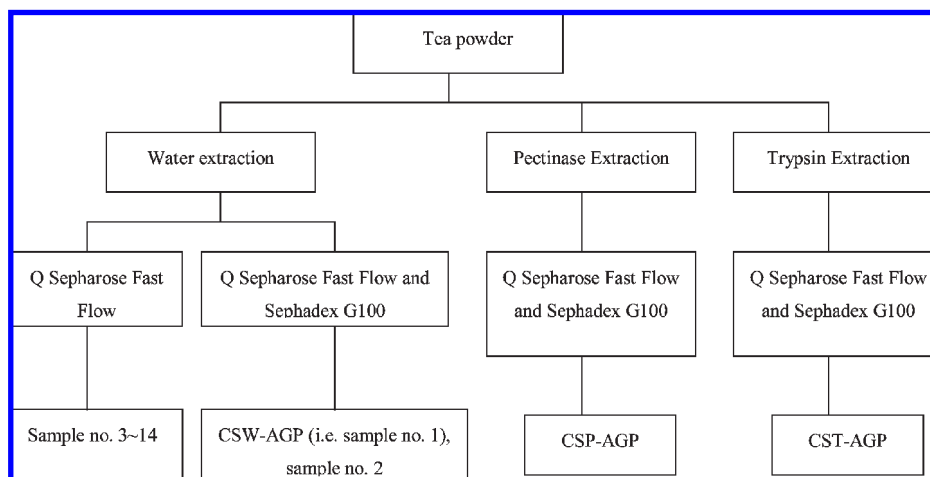 Tea powder
Water extraction
Pectinase Extraction
Trypsin Extraction
Q Sepharose Fast
Flow
Q Sepharose Fast Flow and
Sephadex G100
Q Sepharose Fast Flow
and Sephadex G100
Q Sepharose Fast Flow
and Sephadex G100
Sample no. 3~14
CSW-AGP (i.e. sample no. 1),
sample no. 2
CSP-AGP
CST-AGP